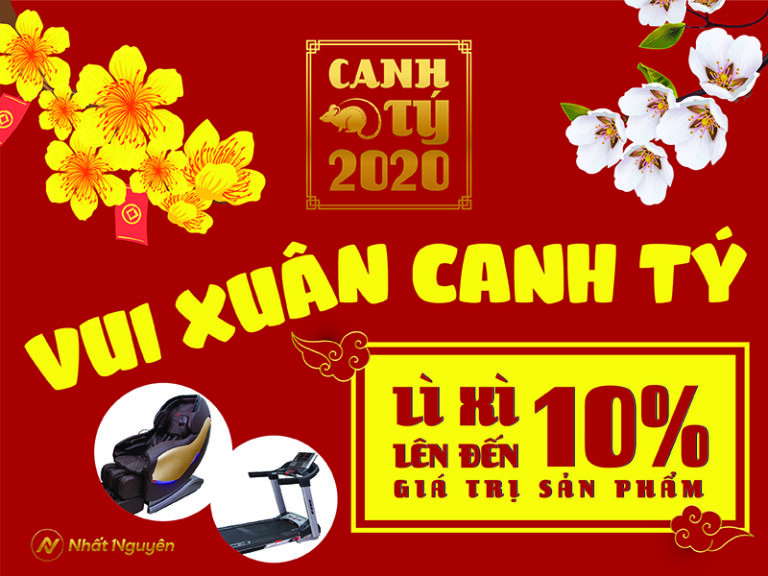 CANH
TÝ
2020
VUI XUÂN CANH TÝ
LÌ XÌ
LÊN ĐẾN 10%
GIÁ TRỊ SẢN PHẨM
Nhất Nguyên